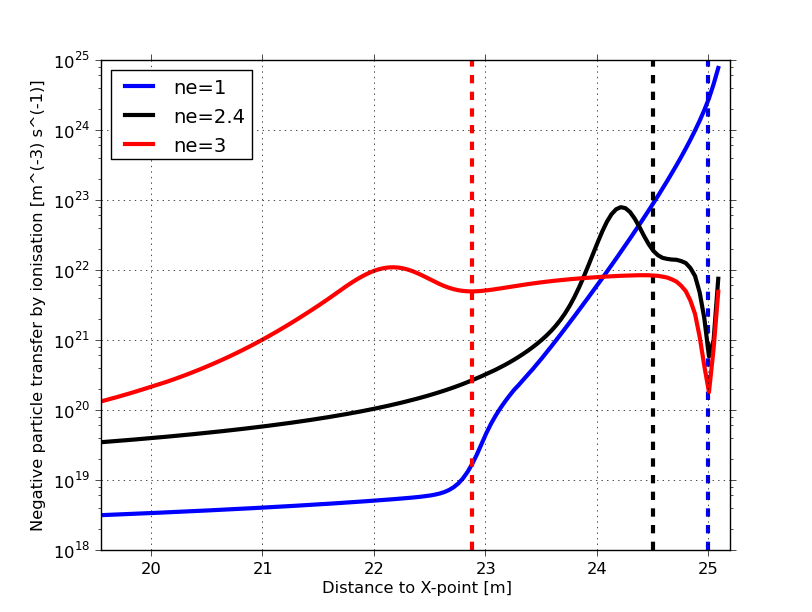 10^25
10^24
10^23
10^22
10^21
10^20
10^19
10^18
Negative particle transfer by ionisation [m^(-3) s^(-1)]
ne=1
ne=2.4
ne=3
20 21 22 23 24 25
Distance to X-point [m]